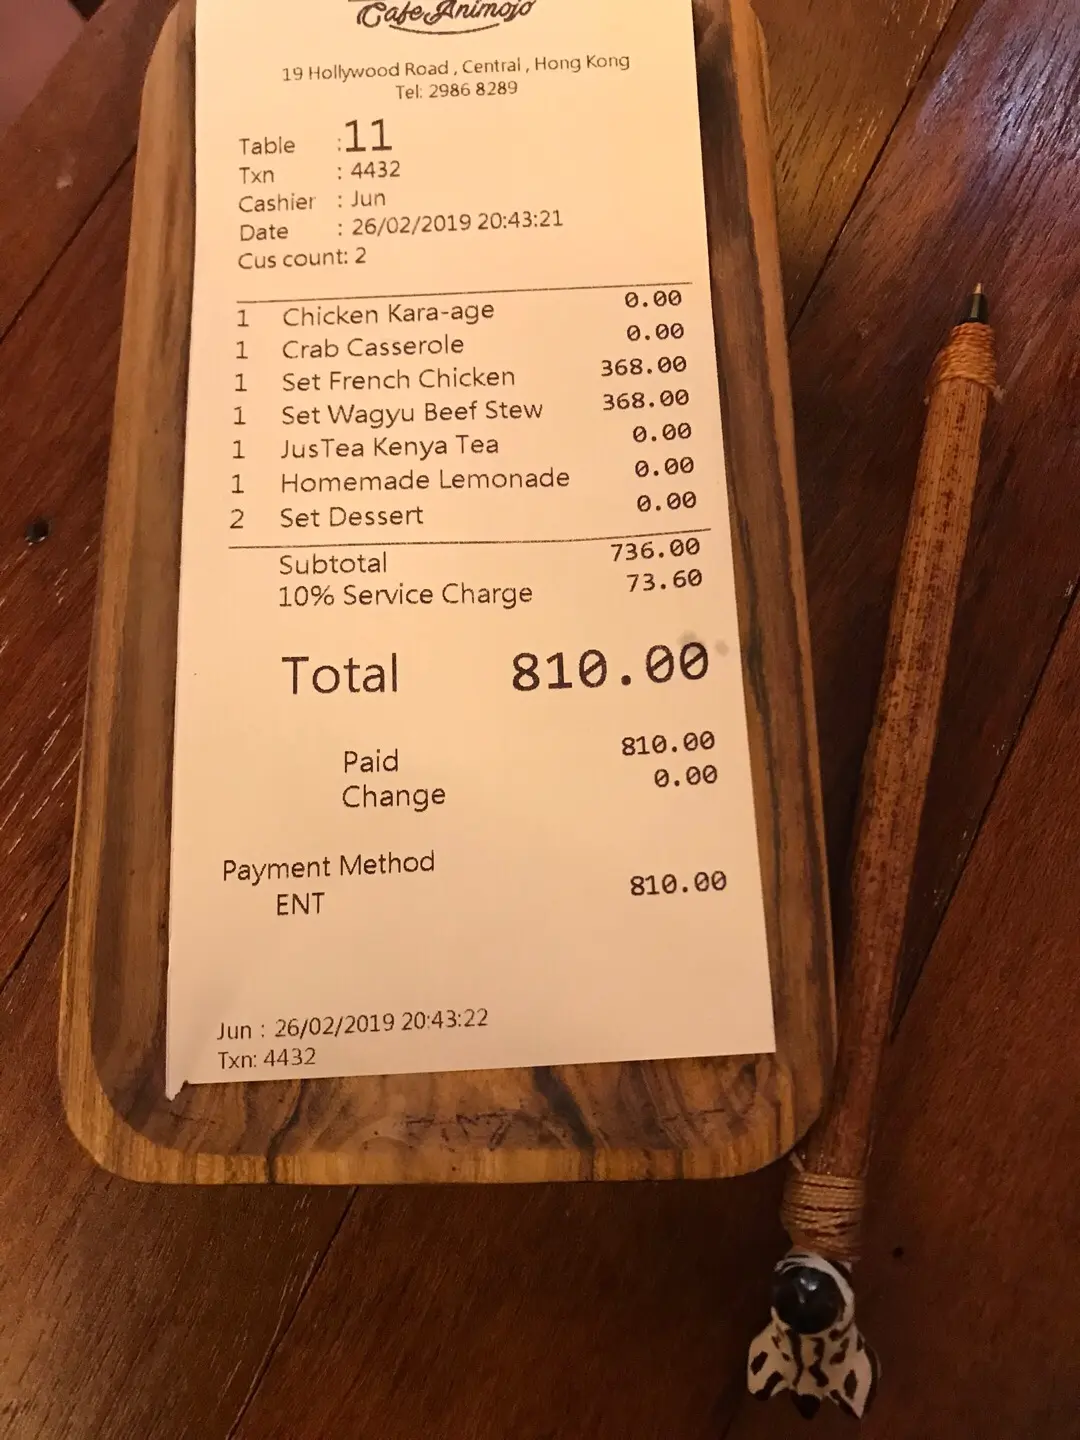 Cafe Animojo
19 Hollywood Road , Central , Hong Kong
Tel: 2986 8289
Table :11
Txn : 4432
Cashier : Jun
Date : 26/02/2019 20:43:21
Cus count: 2
1 Chicken Kara-age 0.00
1 Crab Casserole 0.00
1 Set French Chicken 368.00
1 Set Wagyu Beef Stew 368.00
1 JusTea Kenya Tea 0.00
1 Homemade Lemonade 0.00
2 Set Dessert 0.00
Subtotal 736.00
10% Service Charge 73.60
Total 810.00
Paid 810.00
Change 0.00
Payment Method
ENT 810.00
Jun : 26/02/2019 20:43:22
Txn: 4432